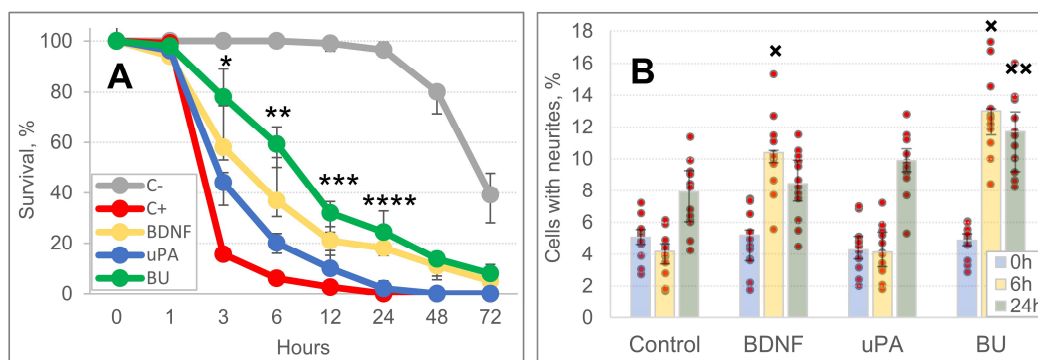 A
Survival, %
100
80
60
40
20
0
* ** *** ****
C-
C+
BDNF
uPA
BU
0 1 3 6 12 24 48 72
Hours
B
Cells with neurites, %
18
16
14
12
10
8
6
4
2
0
× × ××
0h
6h
24h
Control BDNF uPA BU